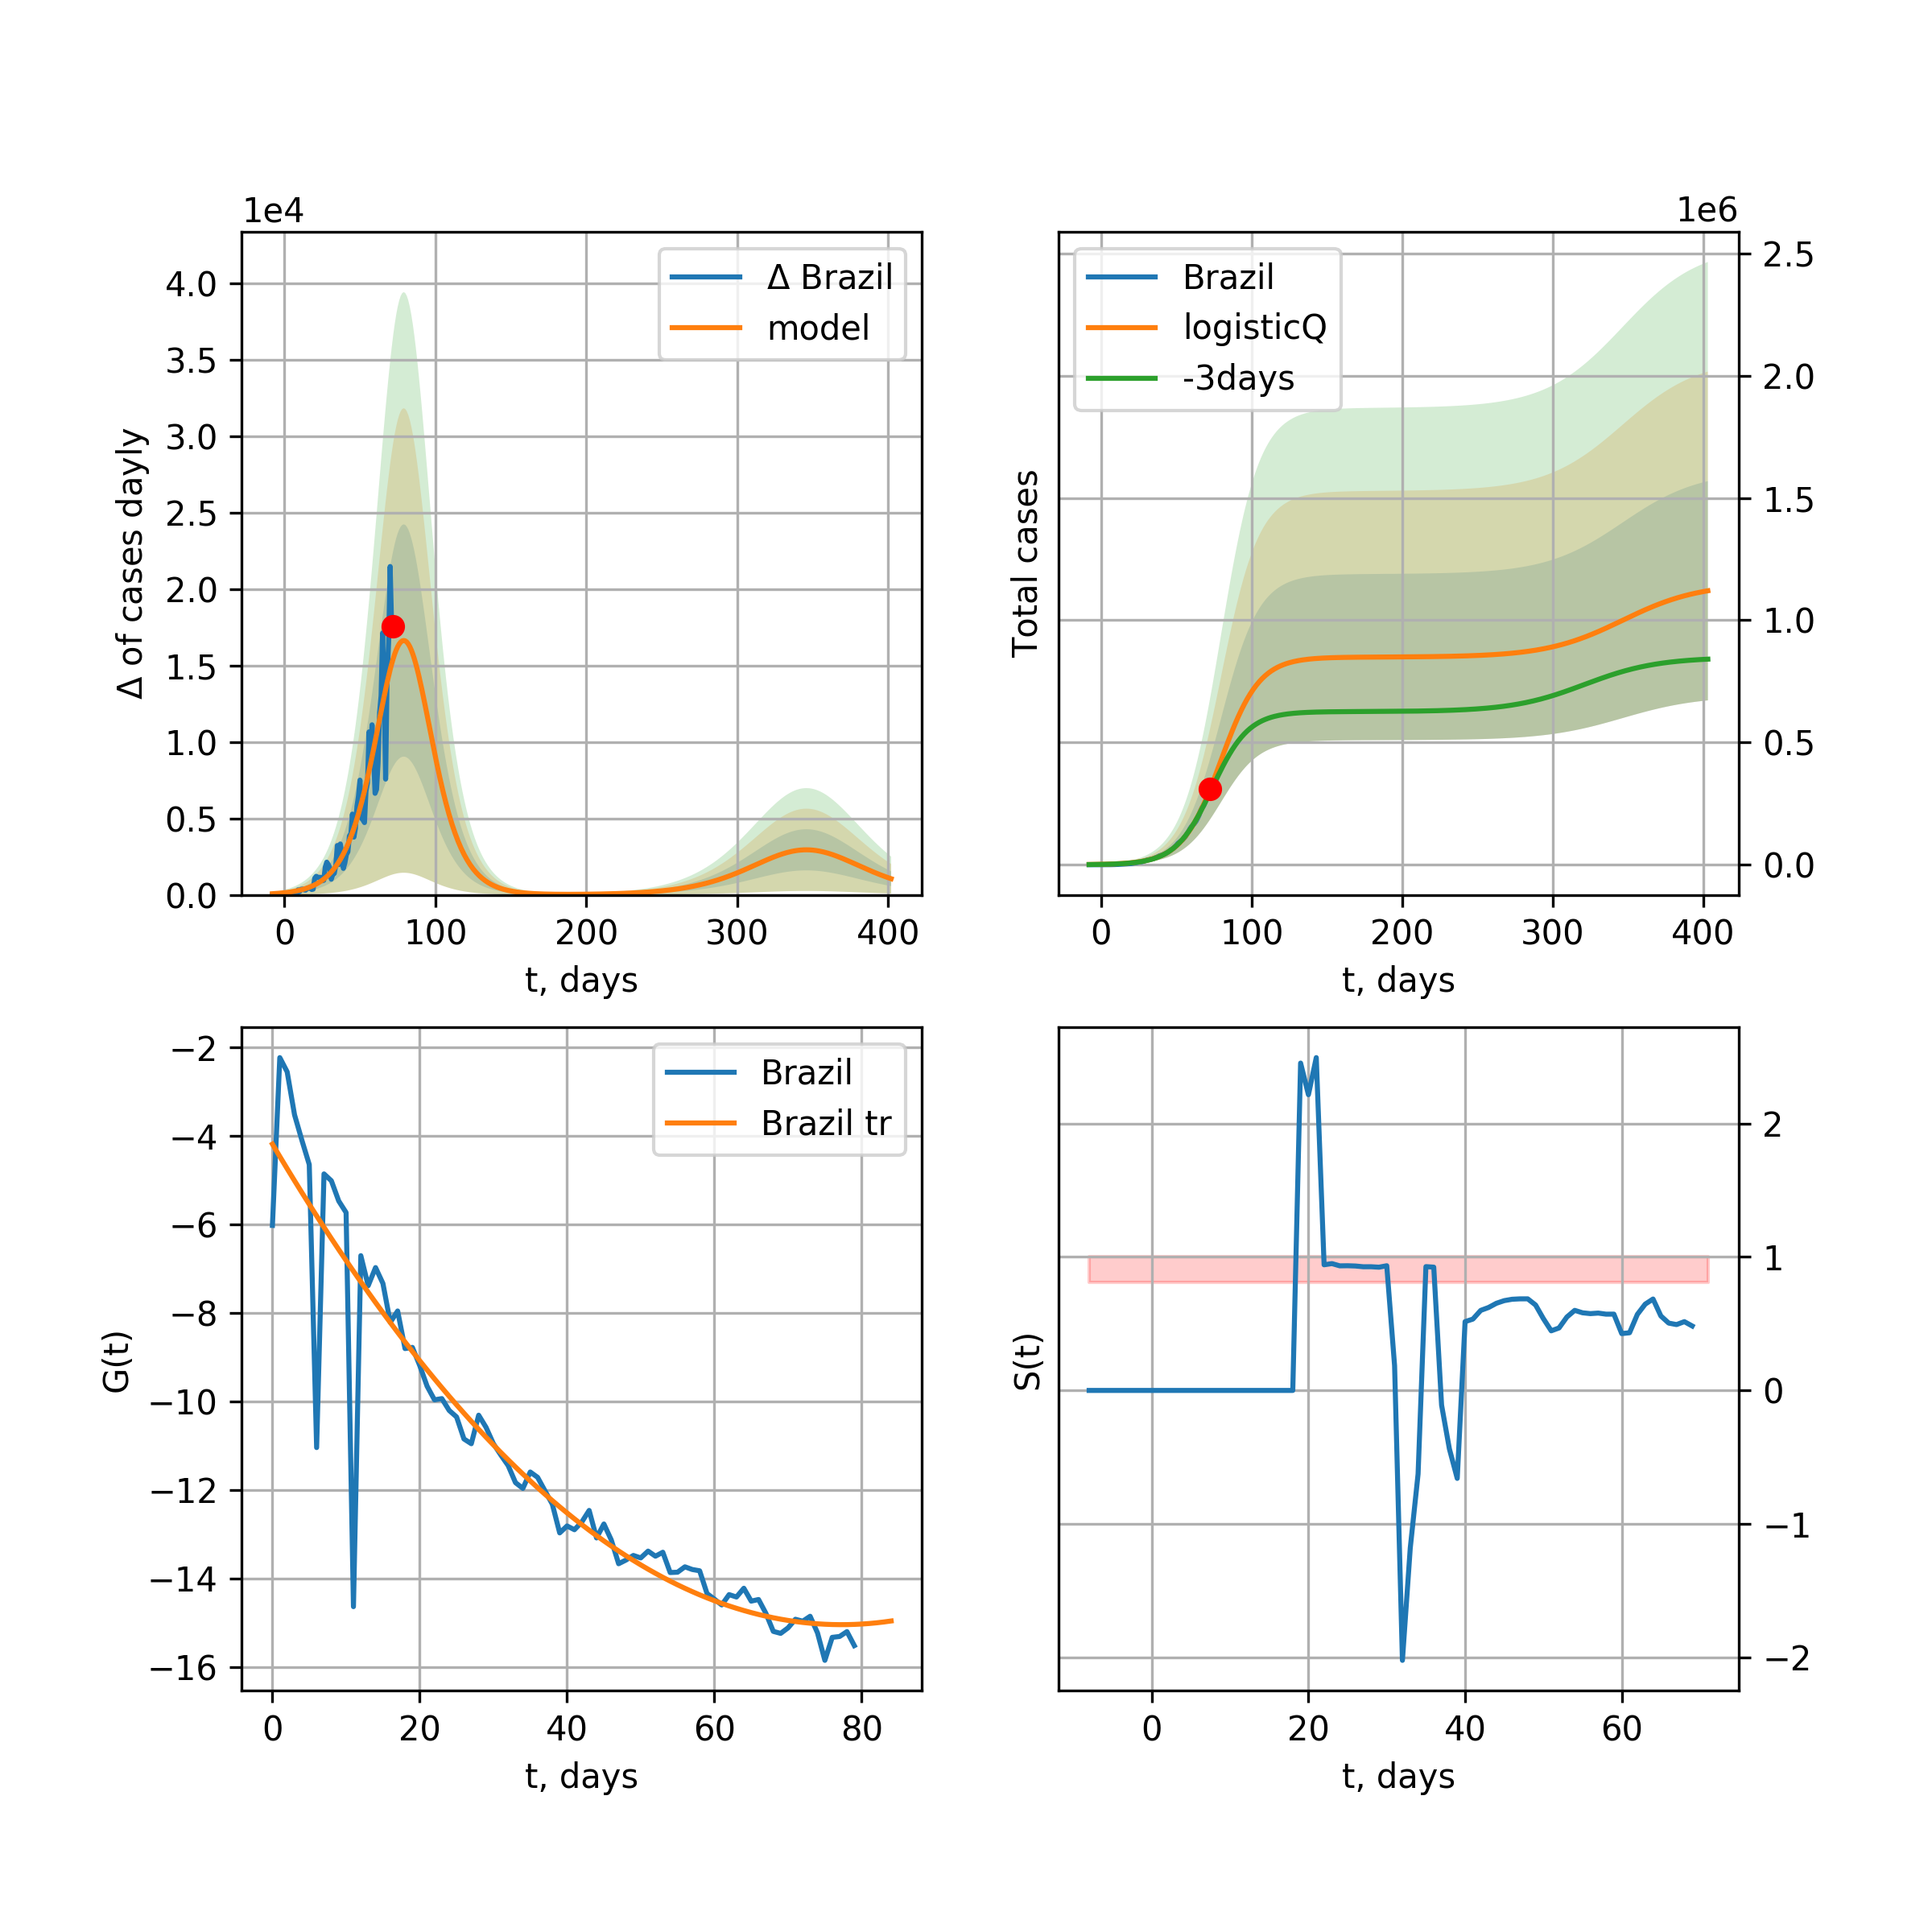 1e4
Δ of cases dayly
4.0
3.5
3.0
2.5
2.0
1.5
1.0
0.5
0.0
Δ Brazil
model
0 100 200 300 400
t, days
1e6
Total cases
Brazil
logisticQ
-3days
2.5
2.0
1.5
1.0
0.5
0.0
0 100 200 300 400
t, days
G(t)
−2
−4
−6
−8
−10
−12
−14
−16
Brazil
Brazil tr
0 20 40 60 80
t, days
S(t)
2
1
0
−1
−2
0 20 40 60
t, days